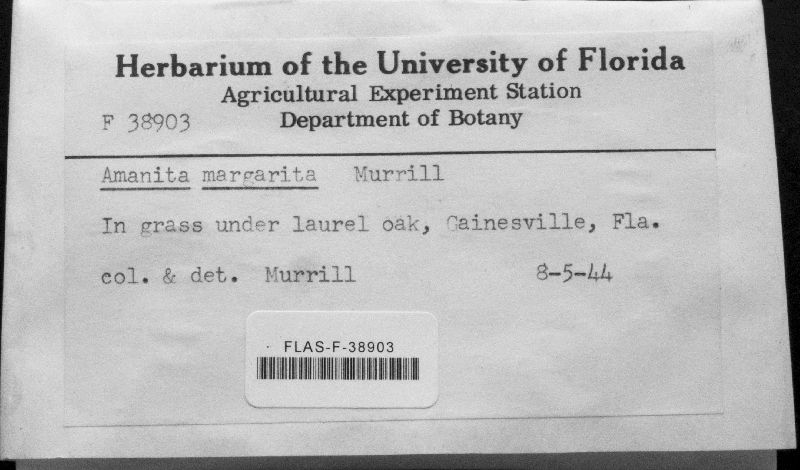 Herbarium of the University of Florida
Agricultural Experiment Station
F 38903 Department of Botany
Amanita margarita Murrill
In grass under laurel oak, Gainesville, Fla.
col. & det. Murrill 8-5-44
FLAS-F-38903